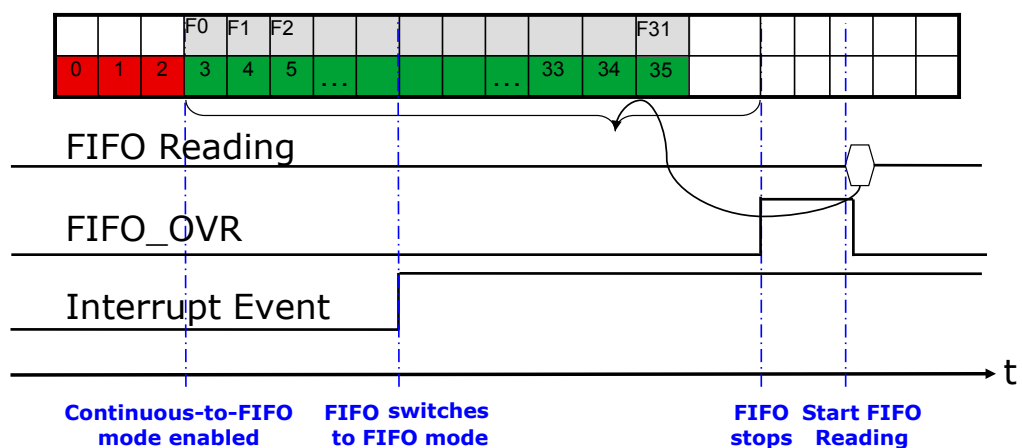 F0 F1 F2 F31
0 1 2 3 4 5 ... ... 33 34 35
FIFO Reading
FIFO_OVR
Interrupt Event
t
Continuous-to-FIFO
mode enabled
FIFO switches
to FIFO mode
FIFO
stops
Start FIFO
Reading